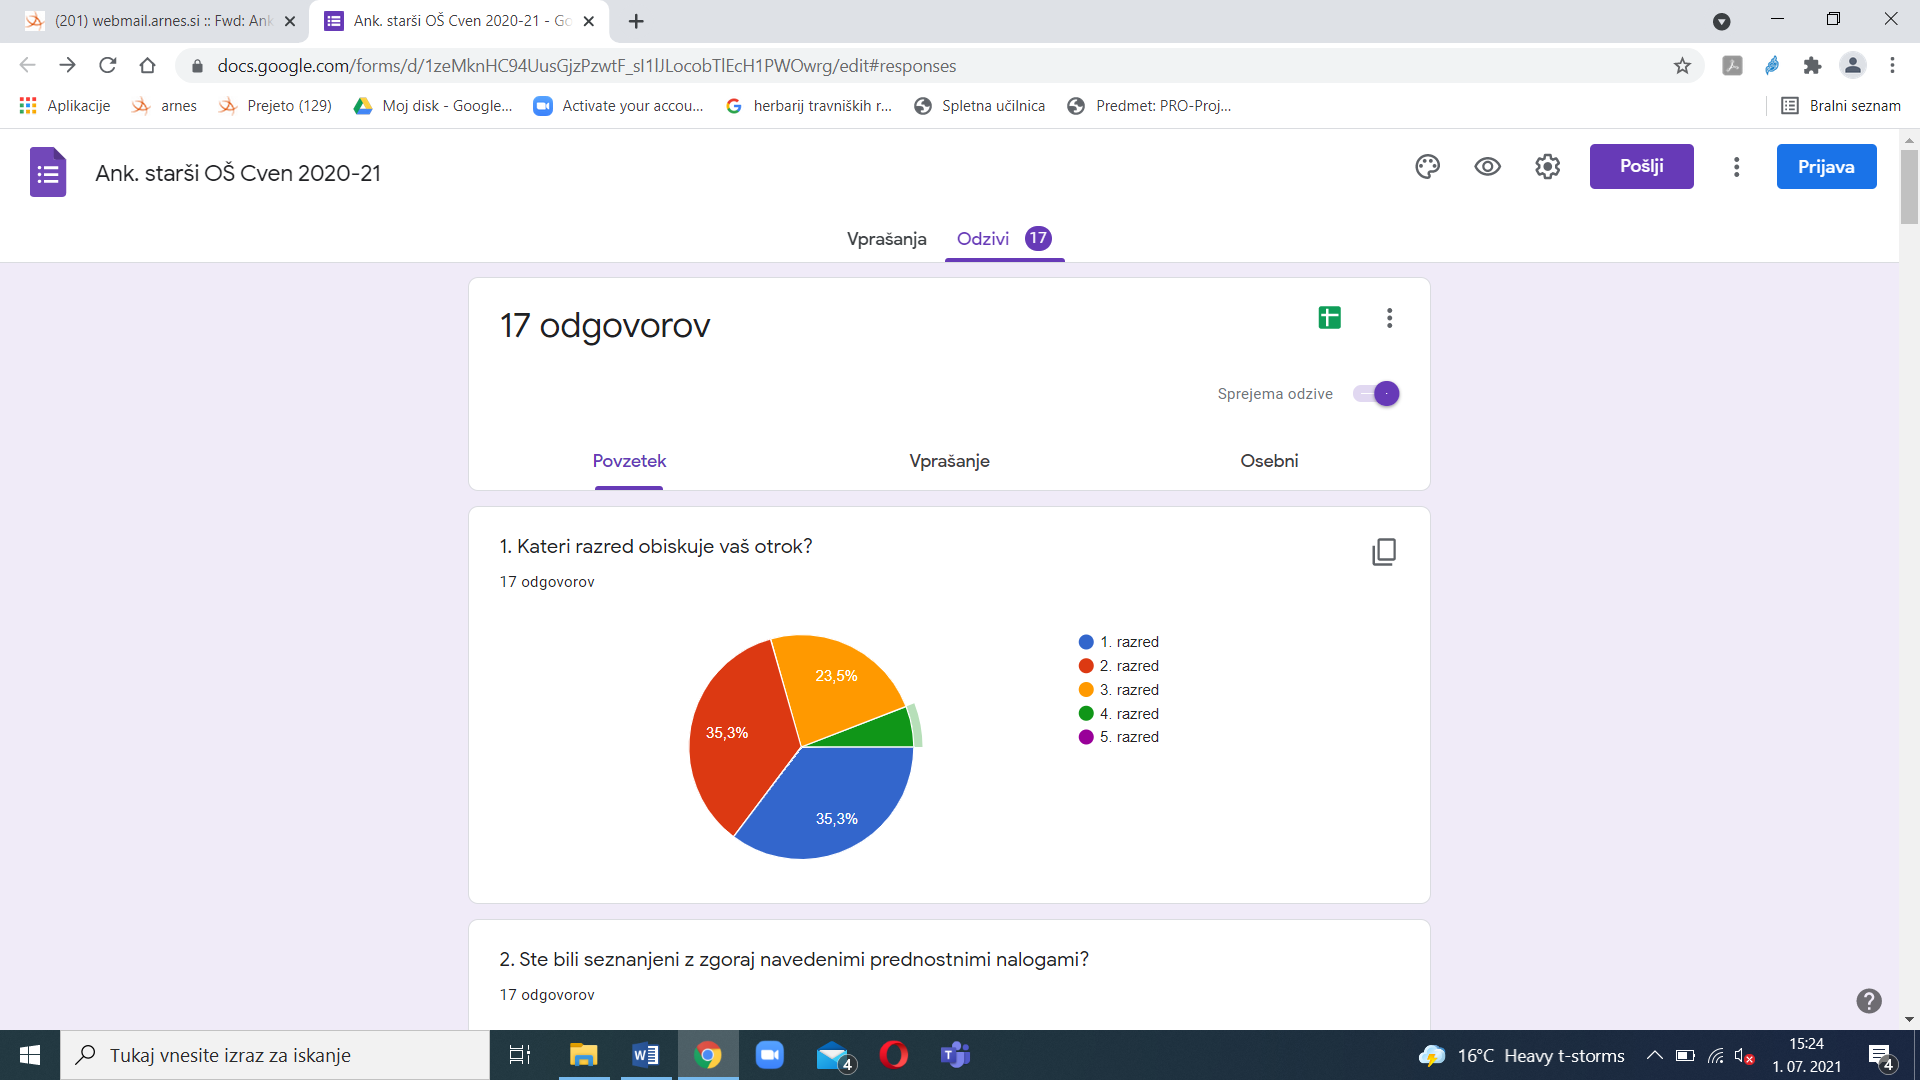 (201) webmail.arnes.si :: Fwd: Ank
Ank. starši OŠ Cven 2020-21 - Go
docs.google.com/forms/d/1zeMknHC94UusGjzPzwtF_sI1lJLocobTlEcH1PWOwrg/edit#responses
Aplikacije
arnes
Prejeto (129)
Moj disk - Google...
Activate your accou...
herbarij travniških r...
Spletna učilnica
Predmet: PRO-Proj...
Bralni seznam
Ank. starši OŠ Cven 2020-21
Pošlji
Prijava
Vprašanja
Odzivi 17
17 odgovorov
Sprejema odzive
Povzetek
Vprašanje
Osebni
1. Kateri razred obiskuje vaš otrok?
17 odgovorov
23,5%
35,3%
35,3%
1. razred
2. razred
3. razred
4. razred
5. razred
2. Ste bili seznanjeni z zgoraj navedenimi prednostnimi nalogami?
17 odgovorov
Tukaj vnesite izraz za iskanje
4
16°C Heavy t-storms
15:24
1. 07. 2021
4